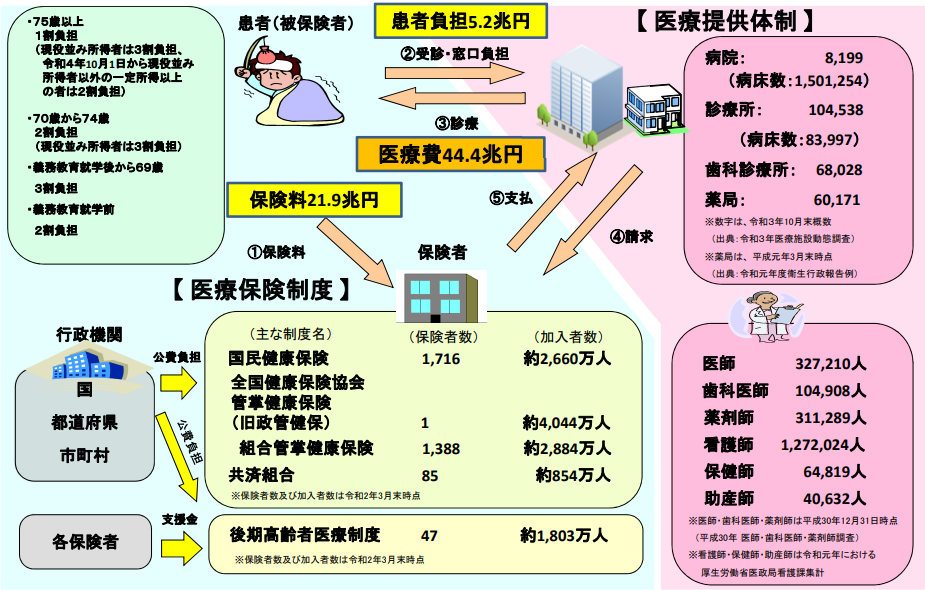 ・75歳以上
1割負担
(現役並み所得者は3割負担、
令和4年10月1日から現役並み
所得者以外の一定所得以上
の者は2割負担)
・70歳から74歳
2割負担
(現役並み所得者は3割負担)
・義務教育就学後から69歳
3割負担
・義務教育就学前
2割負担
患者(被保険者)
患者負担5.2兆円
②受診・窓口負担
③診療
医療費44.4兆円
保険料21.9兆円
①保険料
保険者
⑤支払
④請求
【 医療提供体制 】
病院: 8,199
(病床数:1,501,254)
診療所: 104,538
(病床数:83,997)
歯科診療所: 68,028
薬局: 60,171
※数字は、令和3年10月末概数
(出典:令和3年医療施設動態調査)
※薬局は、平成元年3月末時点
(出典:令和元年度衛生行政報告例)
【 医療保険制度 】
行政機関
国
都道府県
市町村
公費負担
公費負担
(主な制度名) (保険者数) (加入者数)
国民健康保険 1,716 約2,660万人
全国健康保険協会
管掌健康保険
(旧政管健保) 1 約4,044万人
組合管掌健康保険 1,388 約2,884万人
共済組合 85 約854万人
※保険者数及び加入者数は令和2年3月末時点
各保険者
支援金
後期高齢者医療制度 47 約1,803万人
※保険者数及び加入者数は令和2年3月末時点
医師 327,210人
歯科医師 104,908人
薬剤師 311,289人
看護師 1,272,024人
保健師 64,819人
助産師 40,632人
※医師・歯科医師・薬剤師は平成30年12月31日時点
(平成30年 医師・歯科医師・薬剤師調査)
※看護師・保健師・助産師は令和元年における
厚生労働省医政局看護課集計